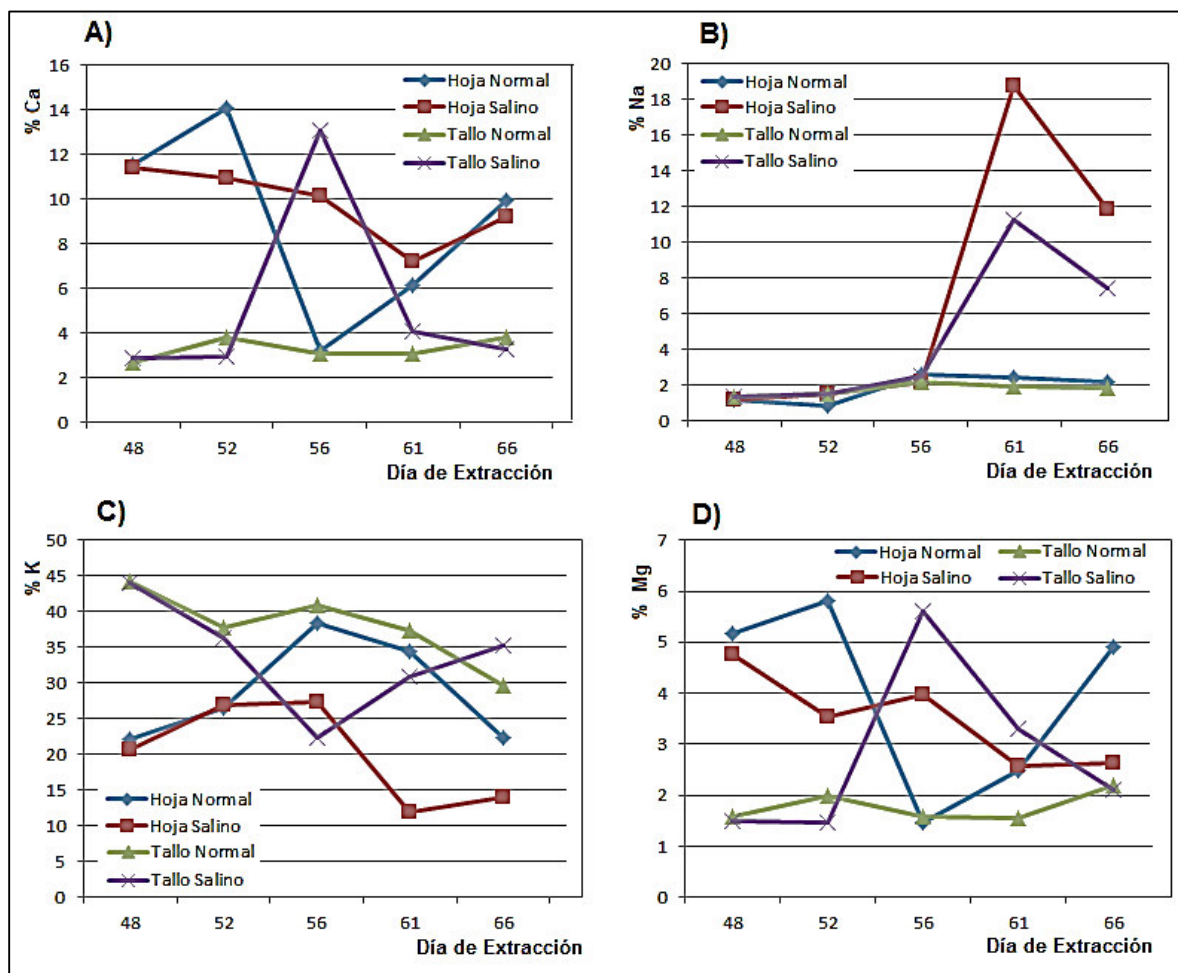 A)
% Ca
16
14
12
10
8
6
4
2
0
Hoja Normal
Hoja Salino
Tallo Normal
Tallo Salino
48 52 56 61 66
Día de Extracción
B)
% Na
20
18
16
14
12
10
8
6
4
2
0
Hoja Normal
Hoja Salino
Tallo Normal
Tallo Salino
48 52 56 61 66
Día de Extracción
C)
% K
50
45
40
35
30
25
20
15
10
5
0
Hoja Normal
Hoja Salino
Tallo Normal
Tallo Salino
48 52 56 61 66
Día de Extracción
D)
% Mg
7
6
5
4
3
2
1
0
Hoja Normal Tallo Normal
Hoja Salino Tallo Salino
48 52 56 61 66
Día de Extracción